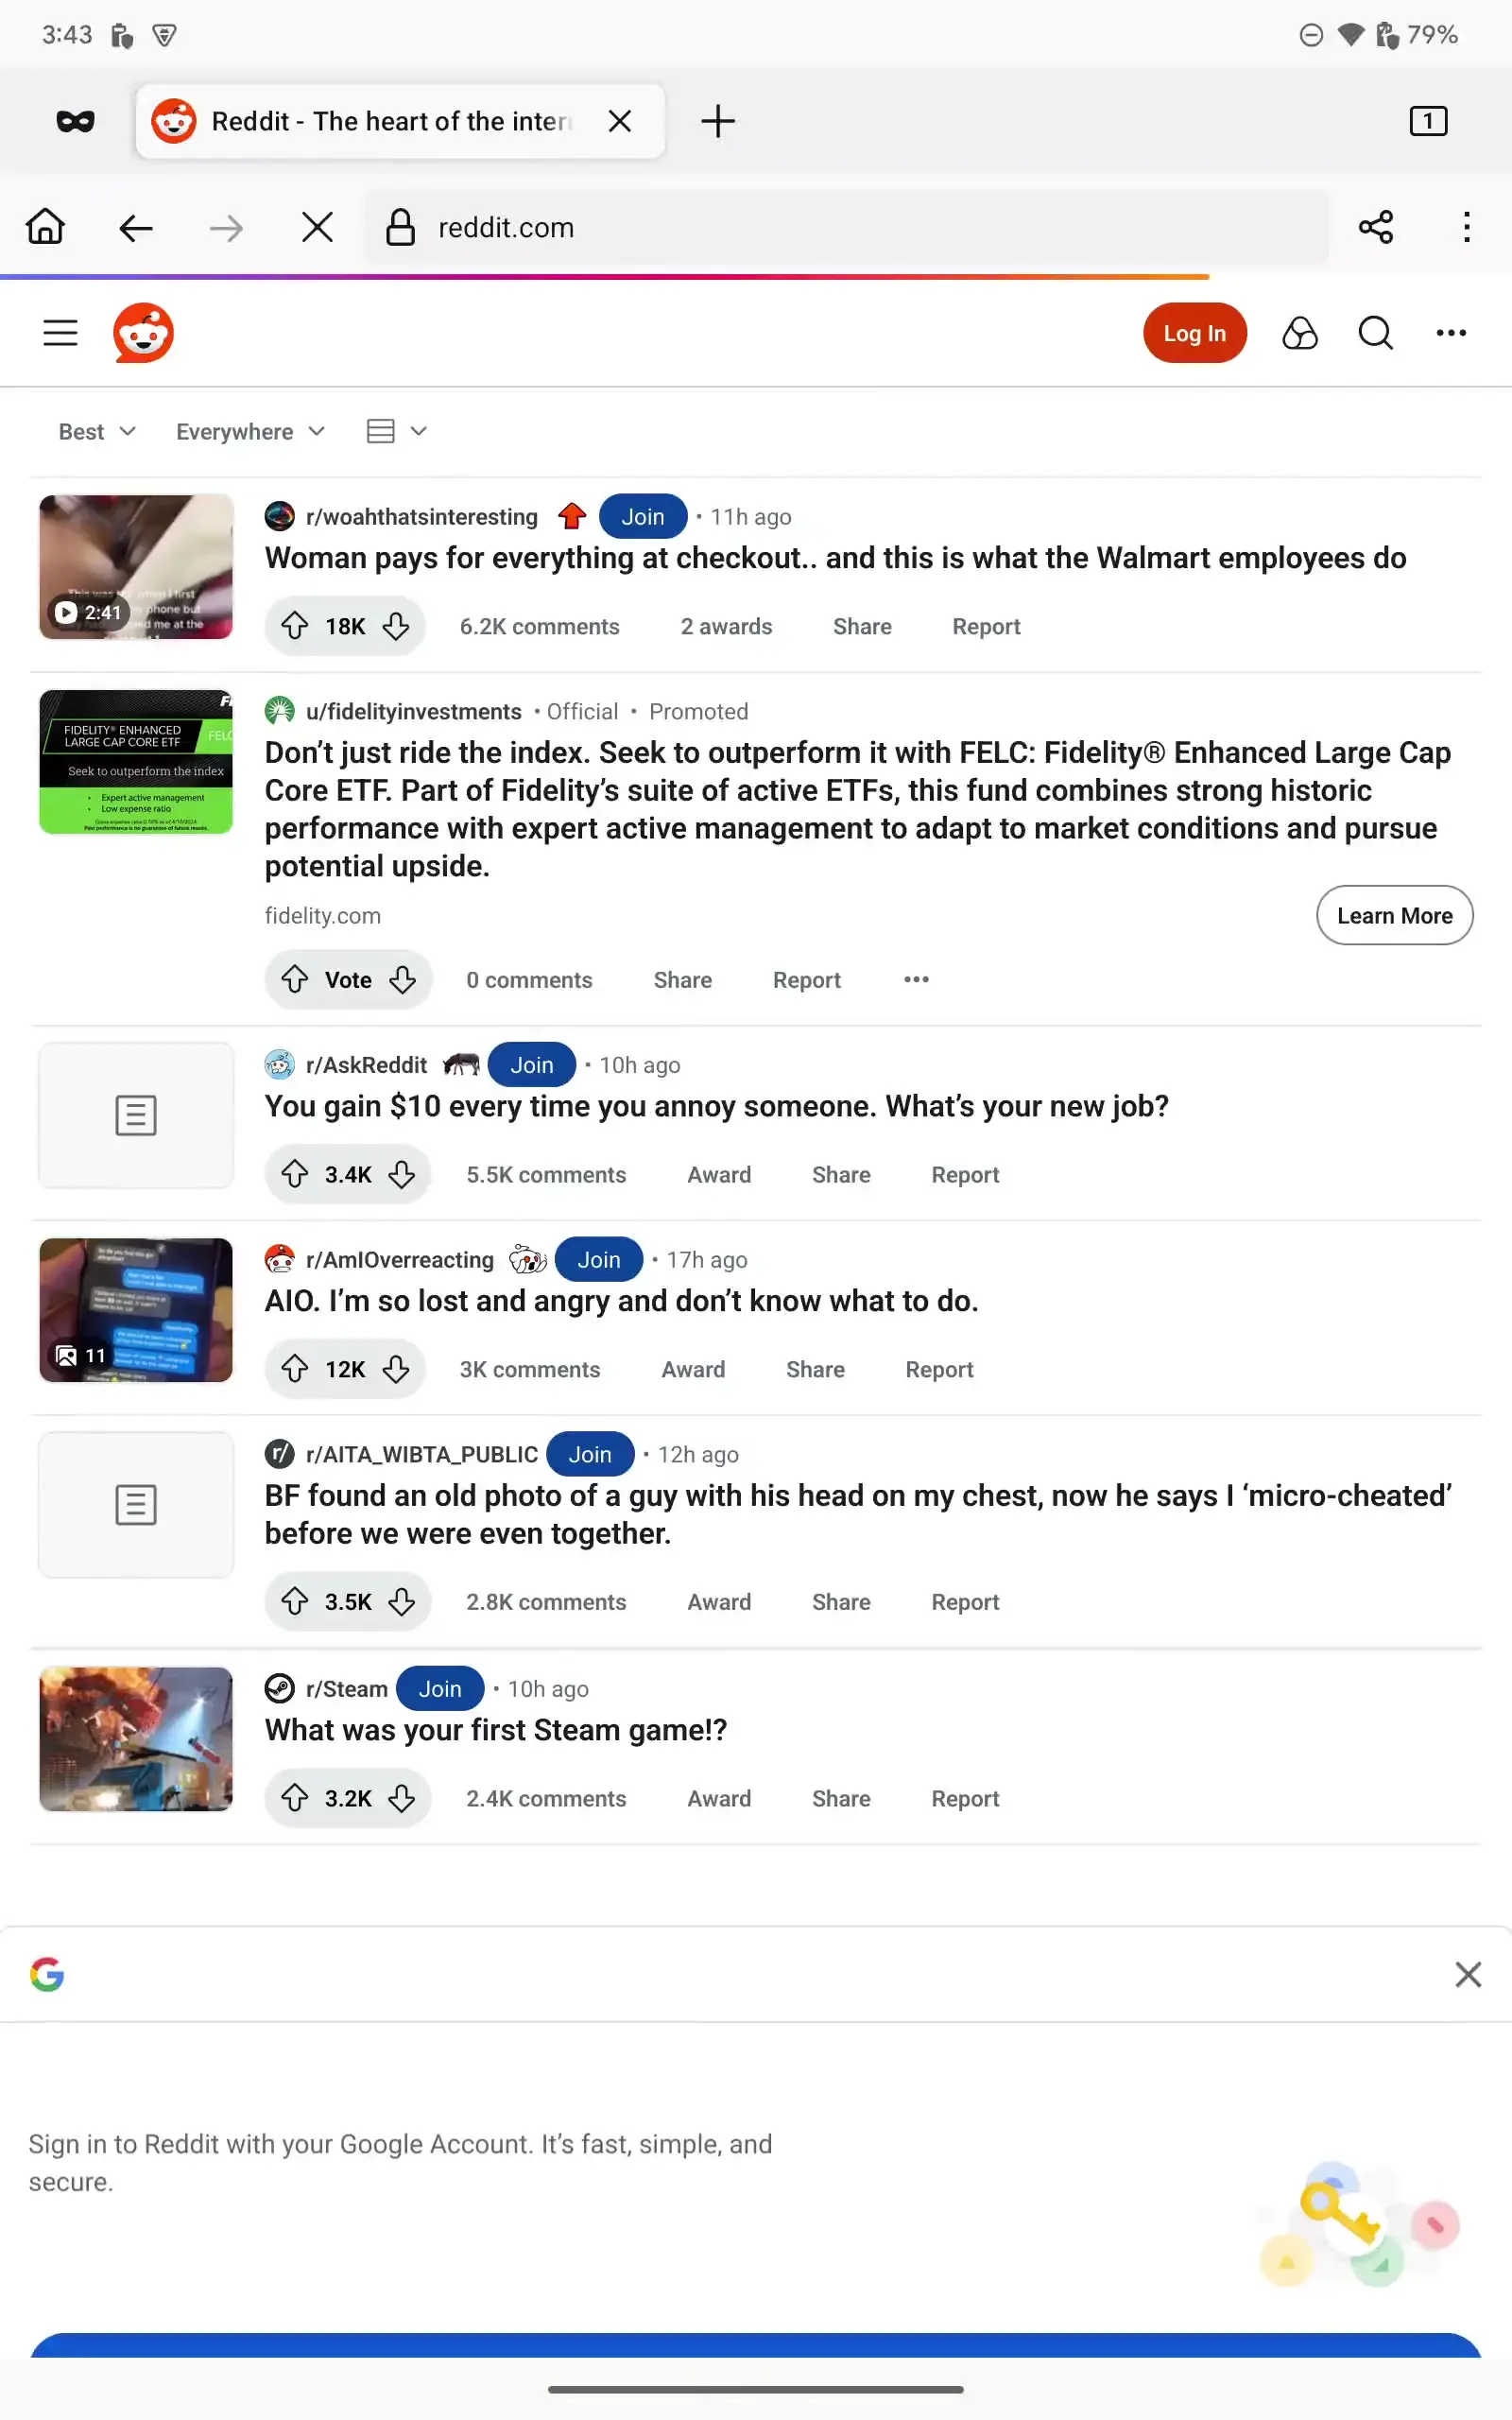 3:43
79%
Reddit - The heart of the inter
1
reddit.com
Log In
Best
Everywhere
r/woahthatsinteresting Join • 11h ago
Woman pays for everything at checkout.. and this is what the Walmart employees do
2:41
18K 6.2K comments 2 awards Share Report
FIDELITY® ENHANCED
LARGE CAP CORE ETF
FELC
Seek to outperform the index
• Expert active management
• Low expense ratio
u/fidelityinvestments • Official • Promoted
Don’t just ride the index. Seek to outperform it with FELC: Fidelity® Enhanced Large Cap
Core ETF. Part of Fidelity’s suite of active ETFs, this fund combines strong historic
performance with expert active management to adapt to market conditions and pursue
potential upside.
fidelity.com
Learn More
Vote 0 comments Share Report
r/AskReddit Join • 10h ago
You gain $10 every time you annoy someone. What’s your new job?
3.4K 5.5K comments Award Share Report
r/AmIOverreacting Join • 17h ago
AIO. I’m so lost and angry and don’t know what to do.
11
12K 3K comments Award Share Report
r/ r/AITA_WIBTA_PUBLIC Join • 12h ago
BF found an old photo of a guy with his head on my chest, now he says I ‘micro-cheated’
before we were even together.
3.5K 2.8K comments Award Share Report
r/Steam Join • 10h ago
What was your first Steam game!?
3.2K 2.4K comments Award Share Report
Sign in to Reddit with your Google Account. It’s fast, simple, and
secure.